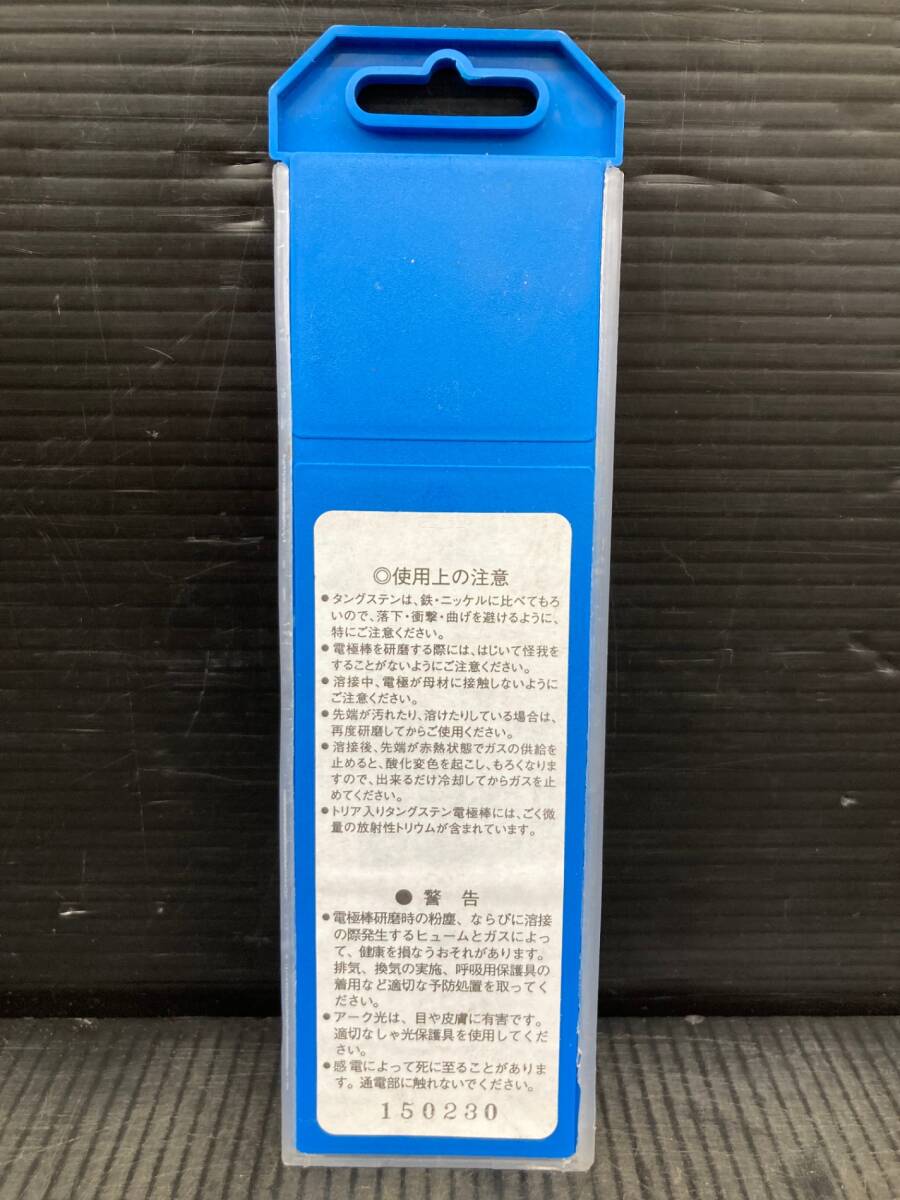 ◎使用上の注意
●タングステンは、鉄・ニッケルに比べてもろ
いので、落下・衝撃・曲げを避けるように、
特にご注意ください。
●電極棒を研磨する際には、はじいて怪我を
することがないようにご注意ください。
●溶接中、電極が母材に接触しないように
ご注意ください。
●先端が汚れたり、溶けたりしている場合は、
再度研磨してからご使用ください。
●溶接後、先端が赤熱状態でガスの供給を
止めると、酸化変色を起こし、もろくなりま
すので、出来るだけ冷却してからガスを止
めてください。
●トリア入りタングステン電極棒には、ごく微
量の放射性トリウムが含まれています。
●警告
●電極棒研磨時の粉塵、ならびに溶接
の際発生するヒュームとガスによっ
て、健康を損なうおそれがあります。
排気、換気の実施、呼吸用保護具の
着用など適切な予防処置を取ってく
ださい。
●アーク光は、目や皮膚に有害です。
適切なしゃ光保護具を使用してくだ
さい。
●感電によって死に至ることがありま
す。通電部に触れないでください。
150230